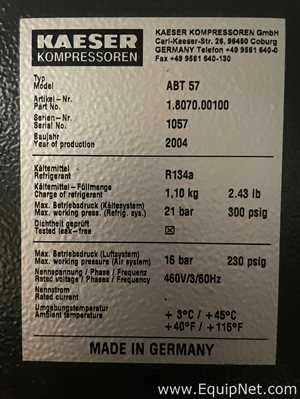 KAESER
KOMPRESSOREN
KAESER KOMPRESSOREN GmbH
Carl-Kaeser-Str. 26, 96450 Coburg
GERMANY Telefon +49 9561 640-0
Fax +49 9561 640-130
Typ
Model
ABT 57
Artikel-Nr.
Part No.
1.8070.00100
Serien-Nr.
Serial No.
1057
Baujahr
Year of production
2004
Kältemittel
Refrigerant
R134a
Kältemittel-Füllmenge
Charge of refrigerant
1,10 kg 2.43 lb
Max. Betriebsdruck (Kältesystem)
Max. working press. (Refrig. sys.)
21 bar 300 psig
Dichtheit geprüft
Tested leak-free
☒
Max. Betriebsdruck (Luftsystem)
Max. working pressure (Air system)
16 bar 230 psig
Nennspannung / Phase / Frequenz
Rated voltage / Phases / Frequency
460V/3/60Hz
Nennstrom
Rated current
Umgebungstemperatur
Ambient temperature
+ 3°C / +45°C
+40°F / +115°F
MADE IN GERMANY
www.EquipNet.com